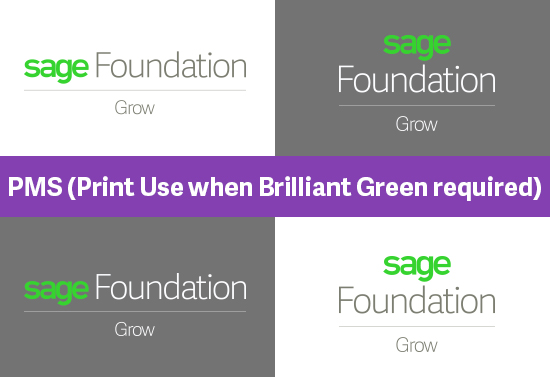 sage Foundation
Grow
sage
Foundation
Grow
PMS (Print Use when Brilliant Green required)
sage Foundation
Grow
sage
Foundation
Grow